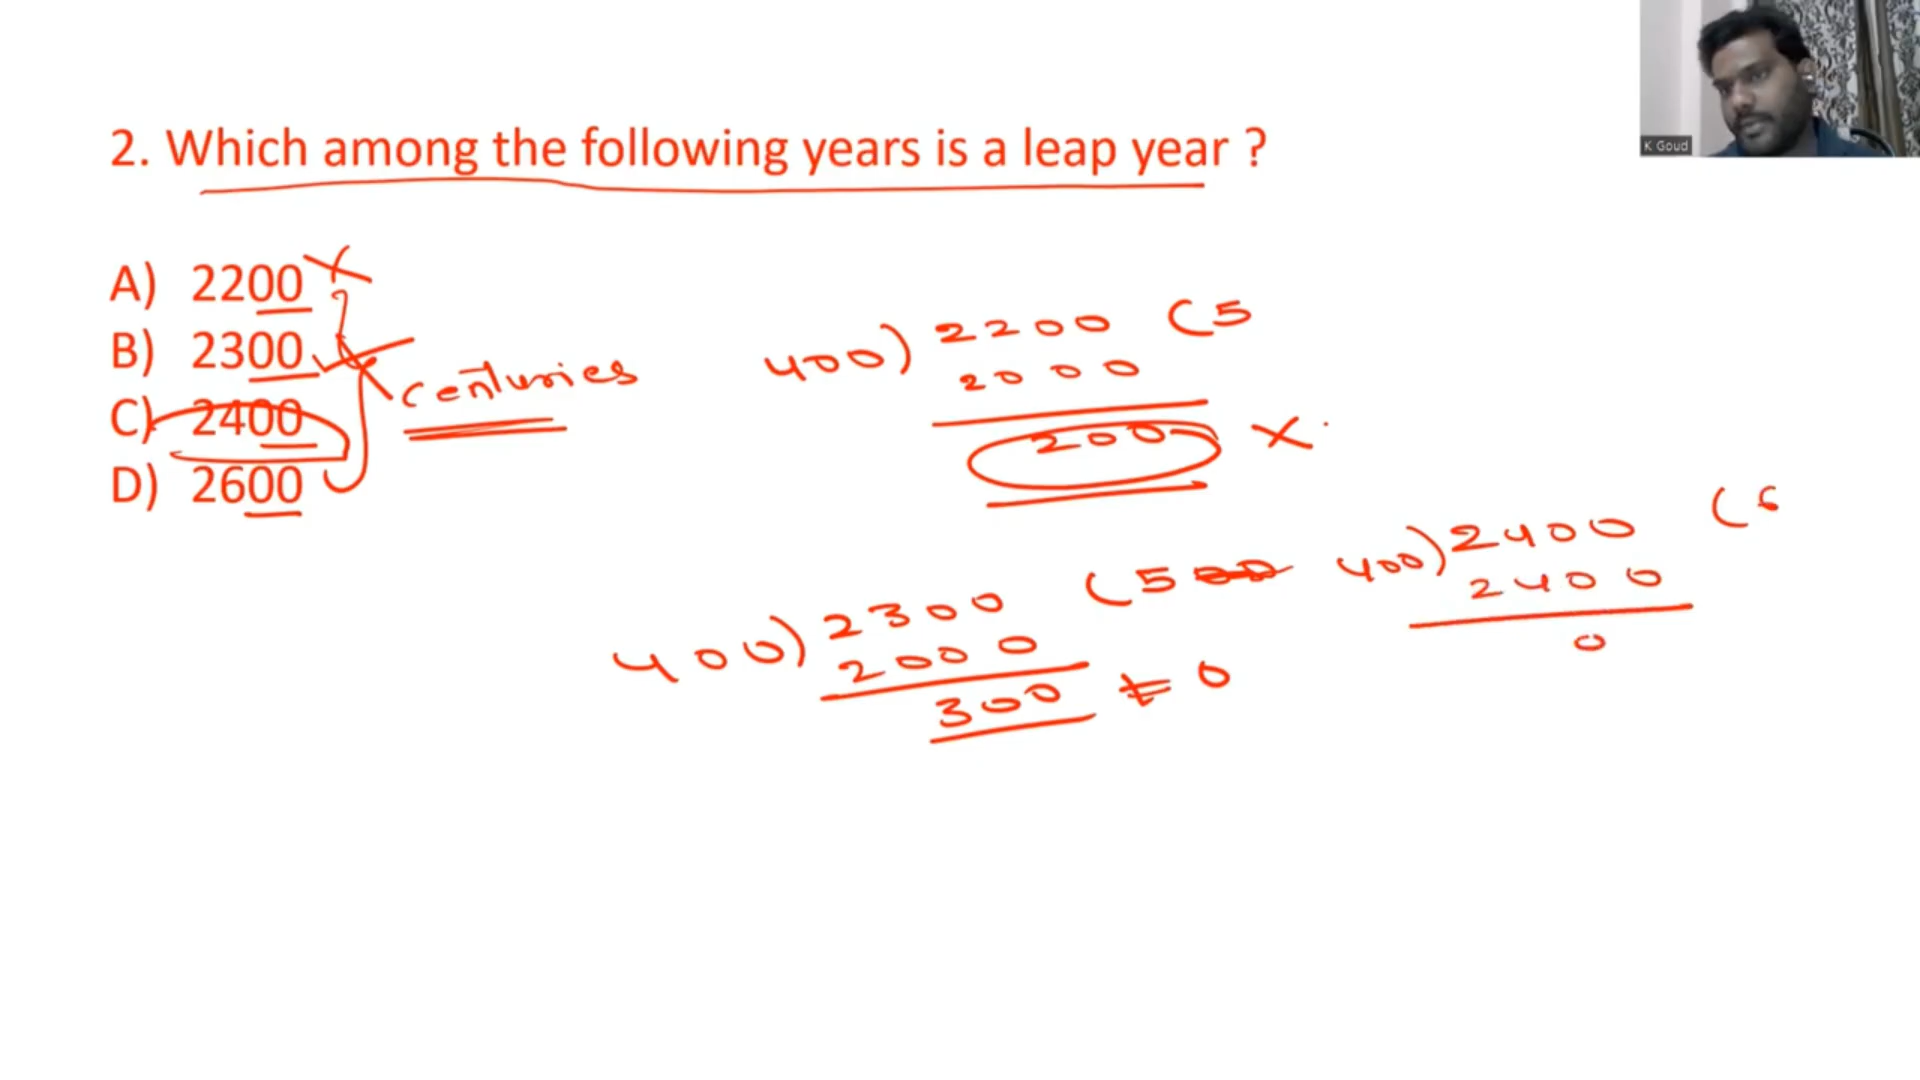 K Goud
2. Which among the following years is a leap year ?
A) 2200 X
B) 2300
C) 2400
D) 2600
centuries
400) 2200 (5
2000
200 X
400) 2300 (5
2000
300 ≠ 0
400) 2400 (6
2400
0